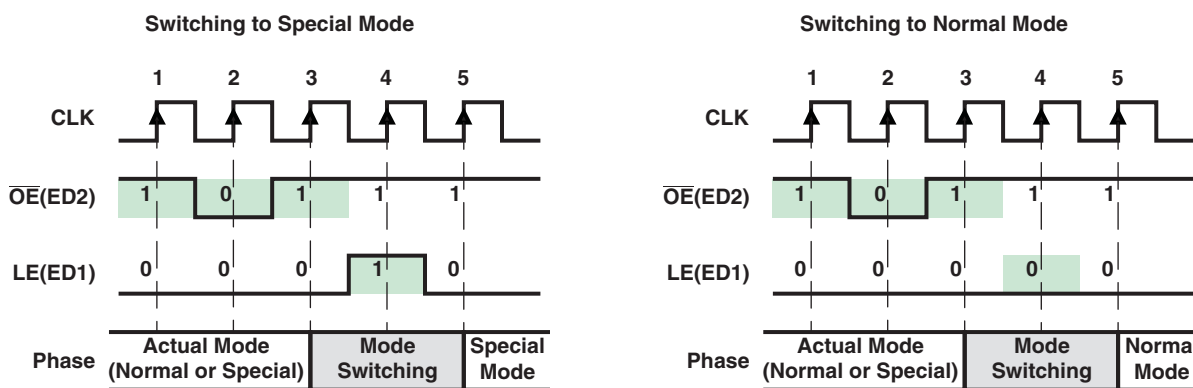 Switching to Special Mode
1 2 3 4 5
CLK
OE(ED2) 1 0 1 1 1
LE(ED1) 0 0 0 1 0
Phase
Actual Mode
(Normal or Special)
Mode
Switching
Special
Mode
Switching to Normal Mode
1 2 3 4 5
CLK
OE(ED2) 1 0 1 1 1
LE(ED1) 0 0 0 0 0
Phase
Actual Mode
(Normal or Special)
Mode
Switching
Norma
Mode